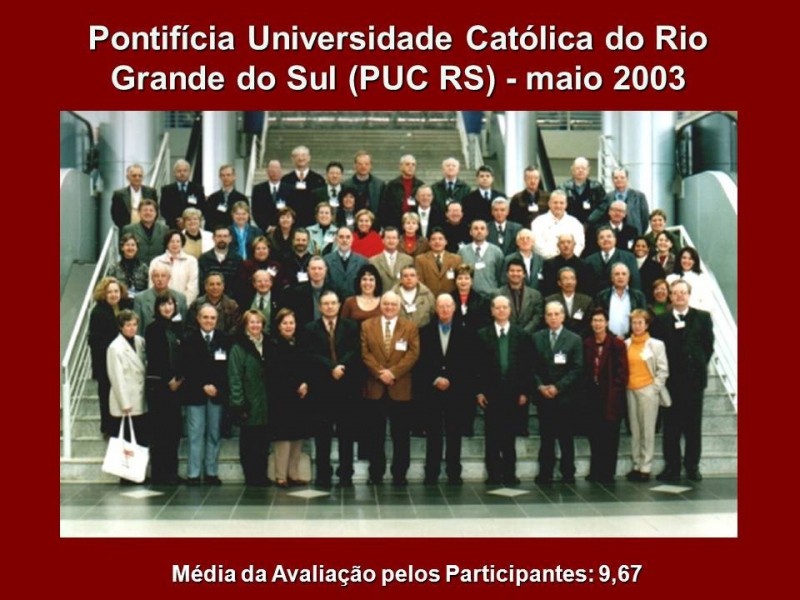 Pontifícia Universidade Católica do Rio
Grande do Sul (PUC RS) - maio 2003
Média da Avaliação pelos Participantes: 9,67